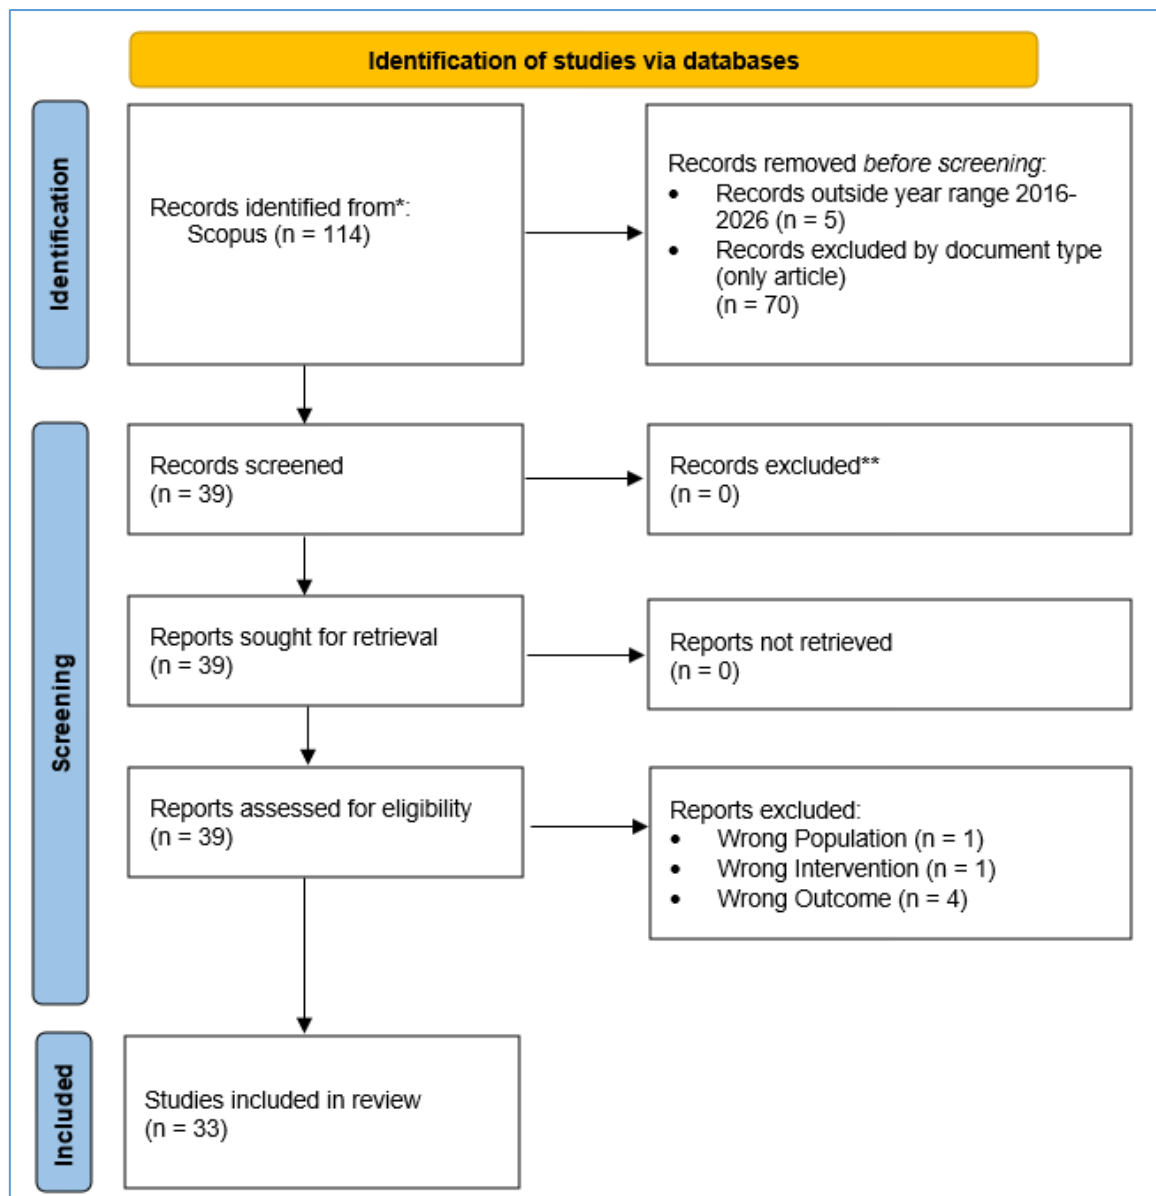 Identification of studies via databases
Identification
Records identified from*:
Scopus (n = 114)
Records removed before screening:
• Records outside year range 2016-
2026 (n = 5)
• Records excluded by document type
(only article)
(n = 70)
Screening
Records screened
(n = 39)
Records excluded**
(n = 0)
Reports sought for retrieval
(n = 39)
Reports not retrieved
(n = 0)
Reports assessed for eligibility
(n = 39)
Reports excluded:
• Wrong Population (n = 1)
• Wrong Intervention (n = 1)
• Wrong Outcome (n = 4)
Included
Studies included in review
(n = 33)